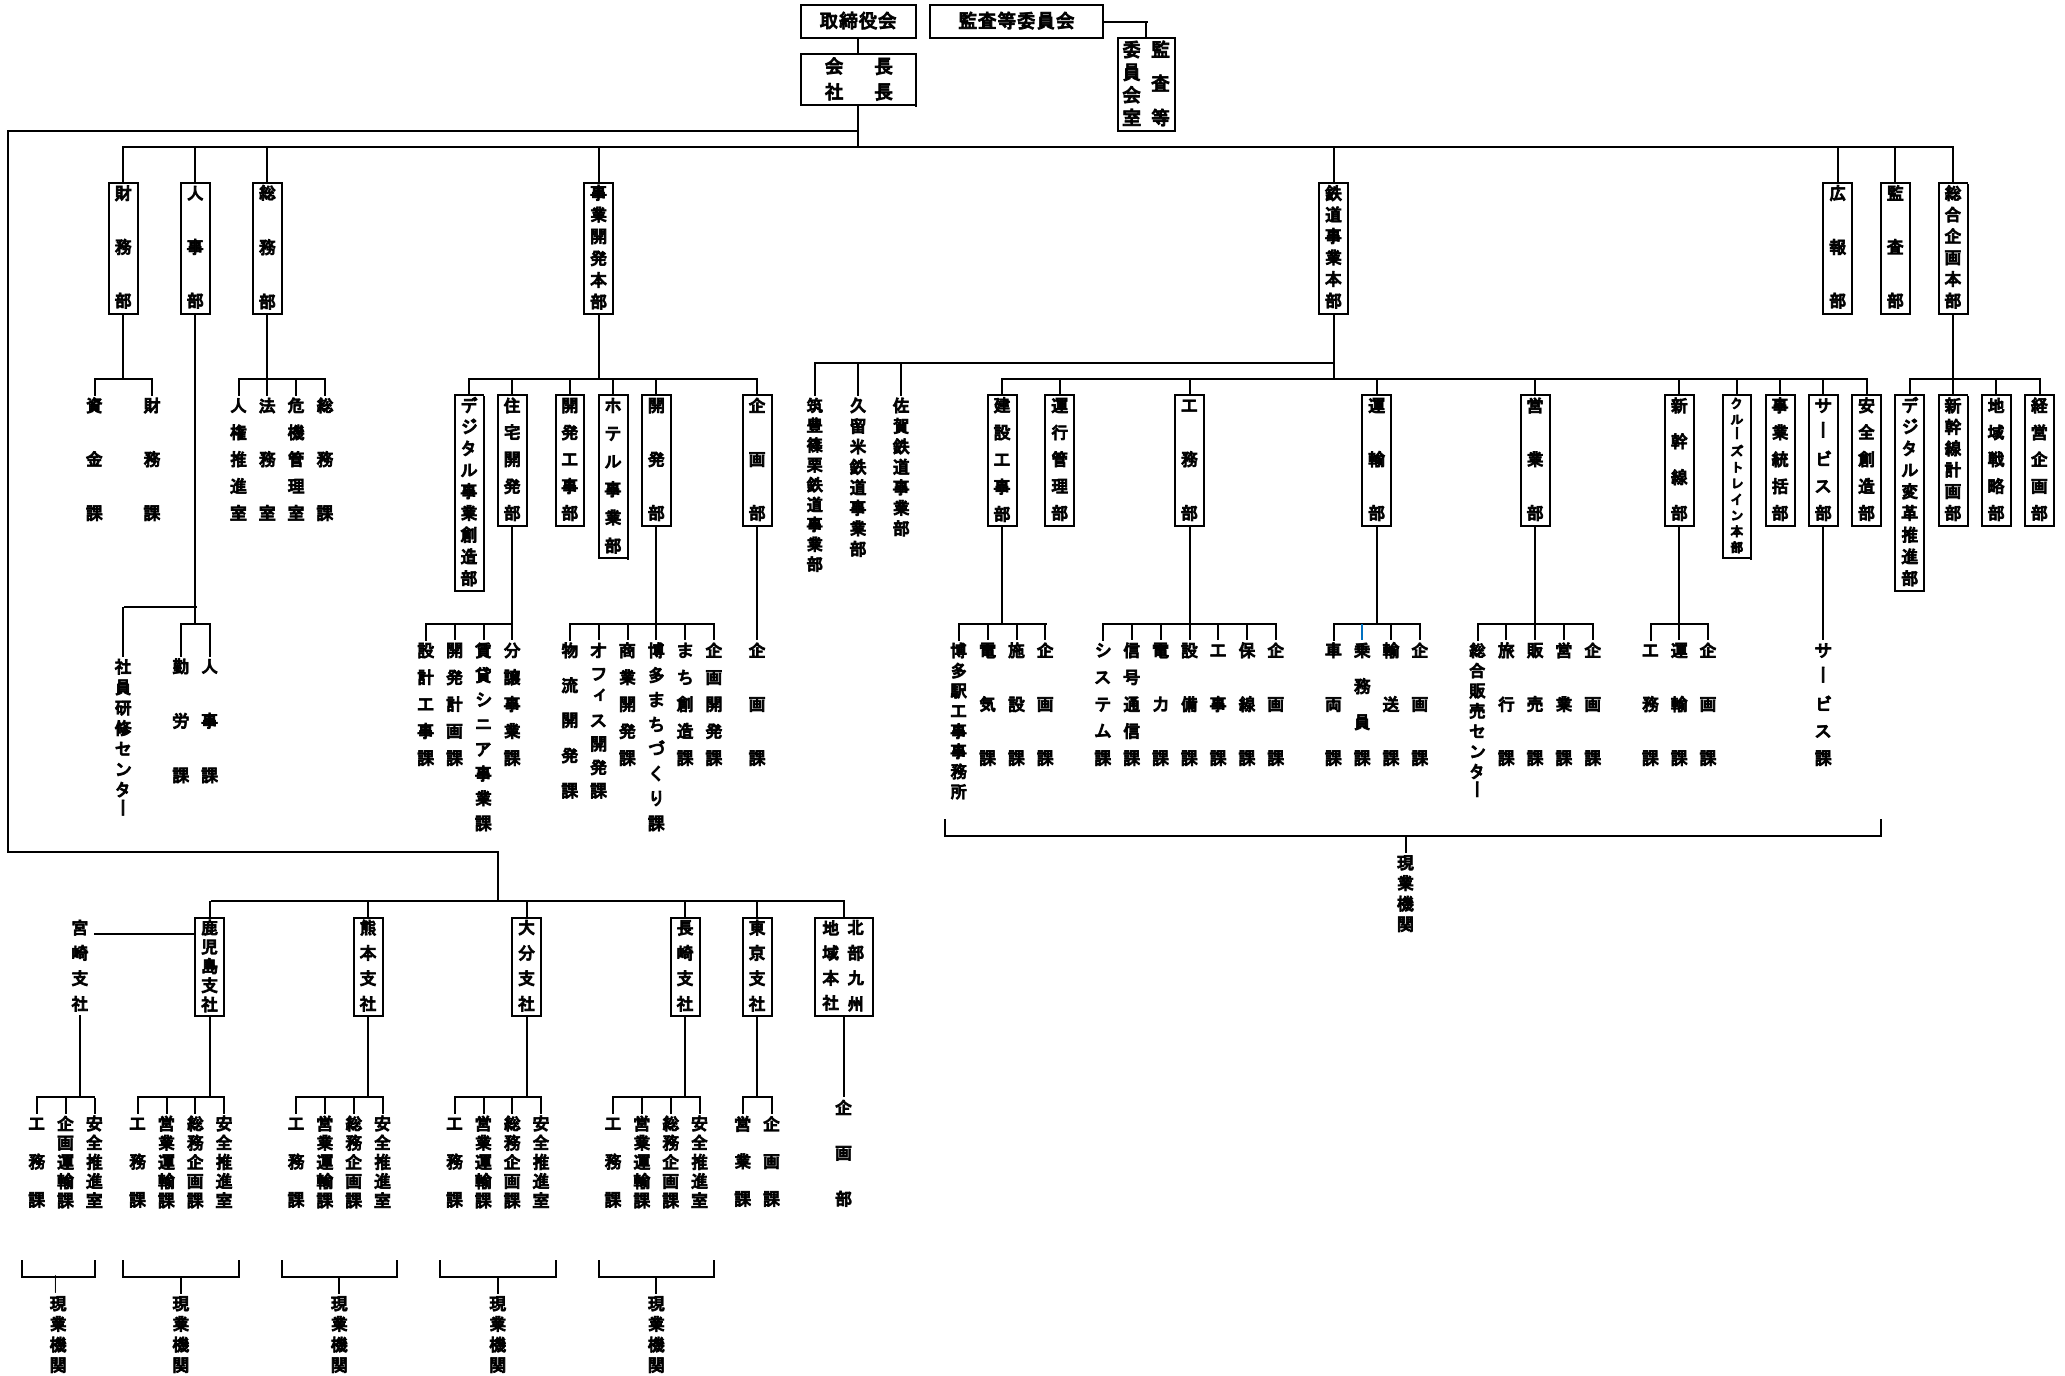 取締役会
監査等委員会
会長
社長
監査等
委員会室
総合企画本部
監査部
広報部
鉄道事業本部
事業開発本部
総務部
人事部
財務部
経営企画部
地域戦略部
新幹線計画部
デジタル変革推進部
安全創造部
サービス部
事業統括部
クルーズトレイン本部
新幹線部
営業部
運輸部
工務部
運行管理部
建設工事部
佐賀鉄道事業部
久留米鉄道事業部
筑豊篠栗鉄道事業部
企画部
開発部
ホテル事業部
開発工事部
住宅開発部
デジタル事業創造部
総務課
危機管理室
法務室
人権推進室
財務課
資金課
サービス課
企画課
運輸課
工務課
企画課
営業課
販売課
旅行課
総合販売センター
企画課
輸送課
乗務員課
車両課
企画課
保線課
工事課
設備課
電力課
信号通信課
システム課
企画課
施設課
電気課
博多駅工事事務所
企画課
企画開発課
まち創造課
博多まちづくり課
商業開発課
オフィス開発課
物流開発課
分譲事業課
賃貸シニア事業課
開発計画課
設計工事課
人事課
勤労課
社員研修センター
現業機関
北部九州
地域本社
東京支社
長崎支社
大分支社
熊本支社
鹿児島支社
宮崎支社
企画部
企画課
営業課
安全推進室
総務企画課
営業運輸課
工務課
安全推進室
総務企画課
営業運輸課
工務課
安全推進室
総務企画課
営業運輸課
工務課
安全推進室
総務企画課
営業運輸課
工務課
安全推進室
企画運輸課
工務課
現業機関
現業機関
現業機関
現業機関
現業機関